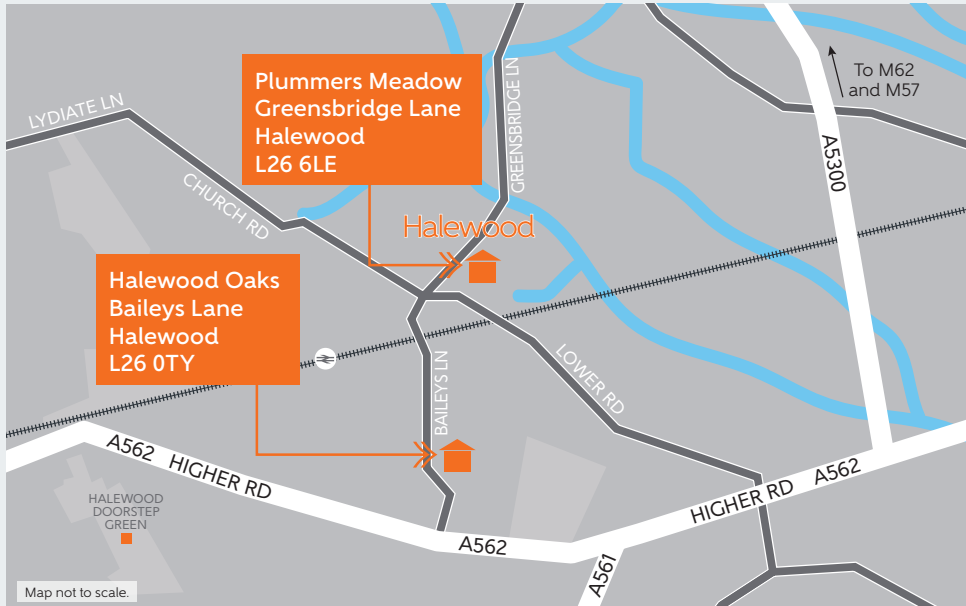 Plummers Meadow
Greensbridge Lane
Halewood
L26 6LE
To M62
and M57
LYDIATE LN
GREENSBRIDGE LN
A5300
CHURCH RD
Halewood
Halewood Oaks
Baileys Lane
Halewood
L26 0TY
BAILEYS LN
LOWER RD
A562 HIGHER RD
HIGHER RD A562
HALEWOOD
DOORSTEP
GREEN
A562
A561
Map not to scale.